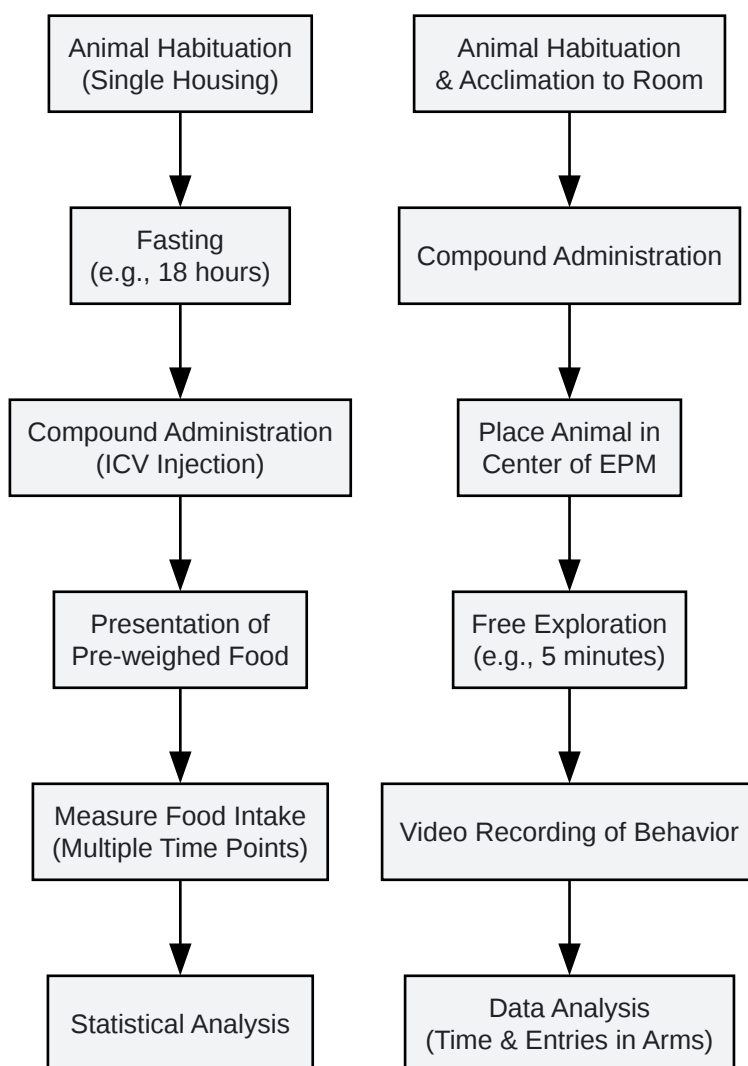 Animal Habituation
(Single Housing)
Fasting
(e.g., 18 hours)
Compound Administration
(ICV Injection)
Presentation of
Pre-weighed Food
Measure Food Intake
(Multiple Time Points)
Statistical Analysis
Animal Habituation
& Acclimation to Room
Compound Administration
Place Animal in
Center of EPM
Free Exploration
(e.g., 5 minutes)
Video Recording of Behavior
Data Analysis
(Time & Entries in Arms)